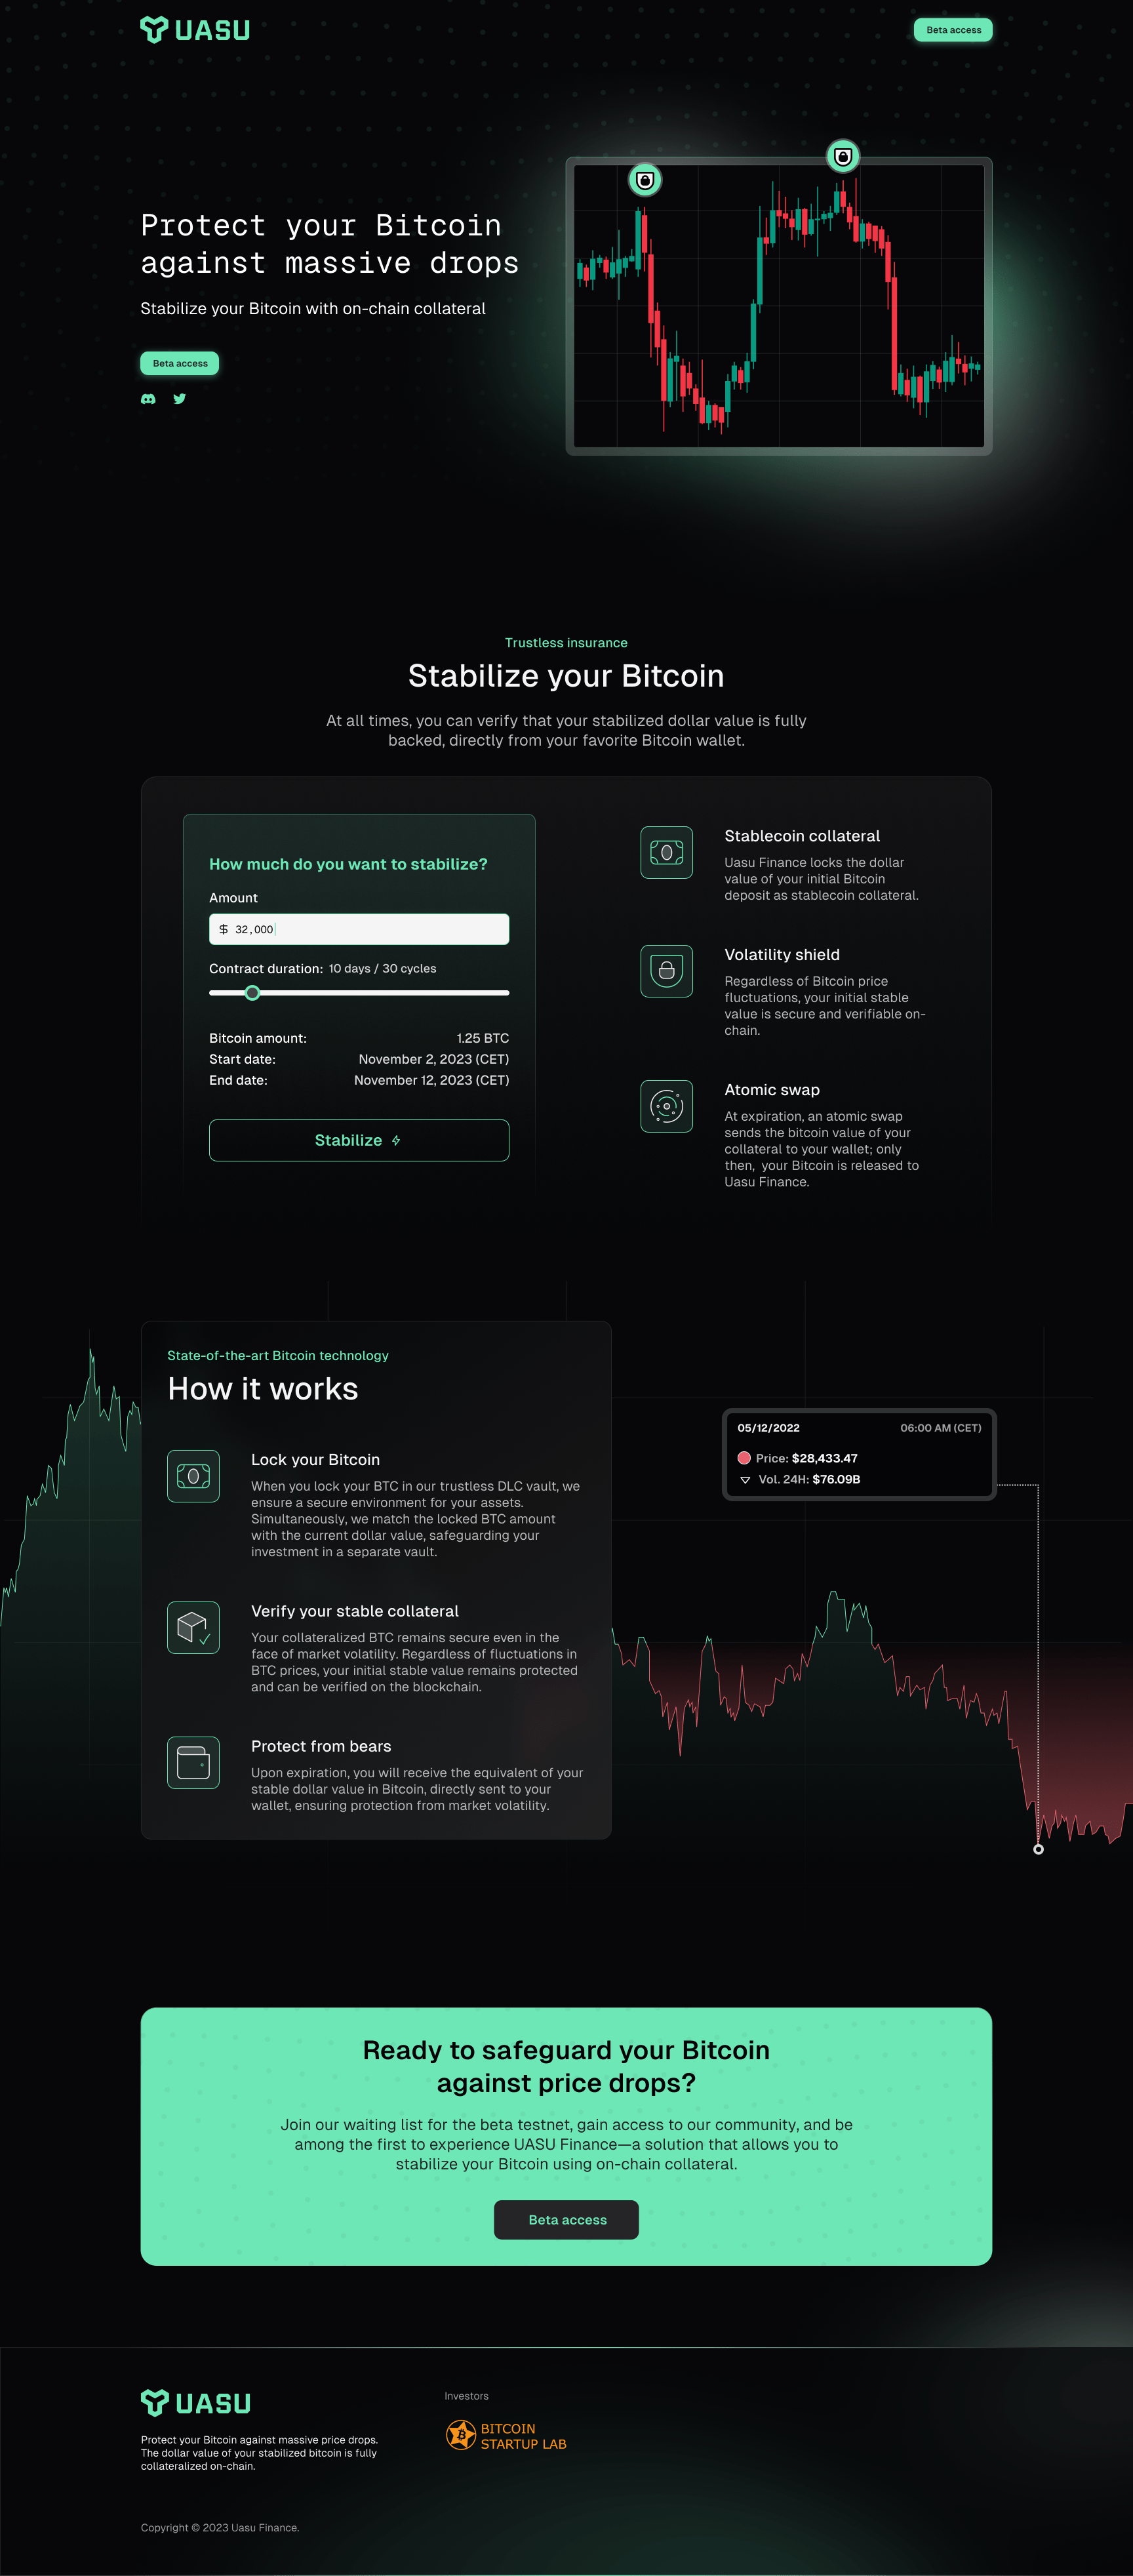 UASU
Beta access
Protect your Bitcoin
against massive drops
Stabilize your Bitcoin with on-chain collateral
Beta access
Trustless insurance
Stabilize your Bitcoin
At all times, you can verify that your stabilized dollar value is fully
backed, directly from your favorite Bitcoin wallet.
How much do you want to stabilize?
Amount
$ 32,000
Contract duration: 10 days / 30 cycles
Bitcoin amount: 1.25 BTC
Start date: November 2, 2023 (CET)
End date: November 12, 2023 (CET)
Stabilize
Stablecoin collateral
Uasu Finance locks the dollar
value of your initial Bitcoin
deposit as stablecoin collateral.
Volatility shield
Regardless of Bitcoin price
fluctuations, your initial stable
value is secure and verifiable on-
chain.
Atomic swap
At expiration, an atomic swap
sends the bitcoin value of your
collateral to your wallet; only
then,  your Bitcoin is released to
Uasu Finance.
State-of-the-art Bitcoin technology
How it works
Lock your Bitcoin
When you lock your BTC in our trustless DLC vault, we
ensure a secure environment for your assets.
Simultaneously, we match the locked BTC amount
with the current dollar value, safeguarding your
investment in a separate vault.
Verify your stable collateral
Your collateralized BTC remains secure even in the
face of market volatility. Regardless of fluctuations in
BTC prices, your initial stable value remains protected
and can be verified on the blockchain.
Protect from bears
Upon expiration, you will receive the equivalent of your
stable dollar value in Bitcoin, directly sent to your
wallet, ensuring protection from market volatility.
05/12/2022 06:00 AM (CET)
Price: $28,433.47
Vol. 24H: $76.09B
Ready to safeguard your Bitcoin
against price drops?
Join our waiting list for the beta testnet, gain access to our community, and be
among the first to experience UASU Finance—a solution that allows you to
stabilize your Bitcoin using on-chain collateral.
Beta access
UASU
Protect your Bitcoin against massive price drops.
The dollar value of your stabilized bitcoin is fully
collateralized on-chain.
Investors
BITCOIN
STARTUP LAB
Copyright © 2023 Uasu Finance.